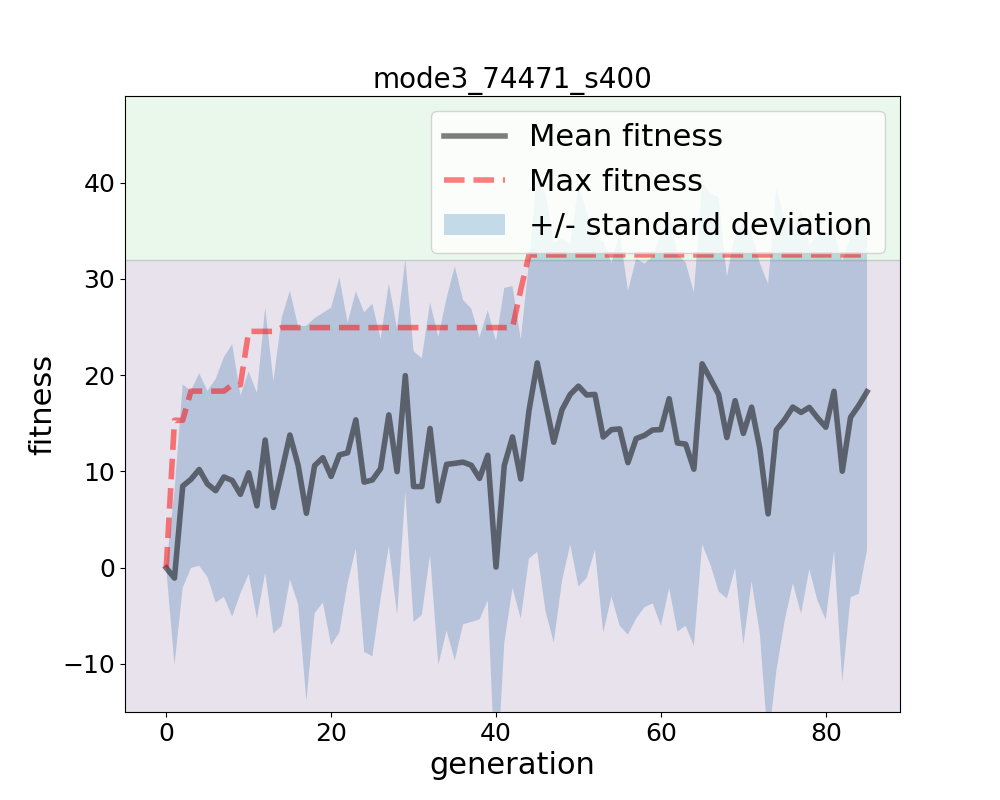 mode3_74471_s400
Mean fitness
Max fitness
+/- standard deviation
fitness
40
30
20
10
0
−10
0 20 40 60 80
generation